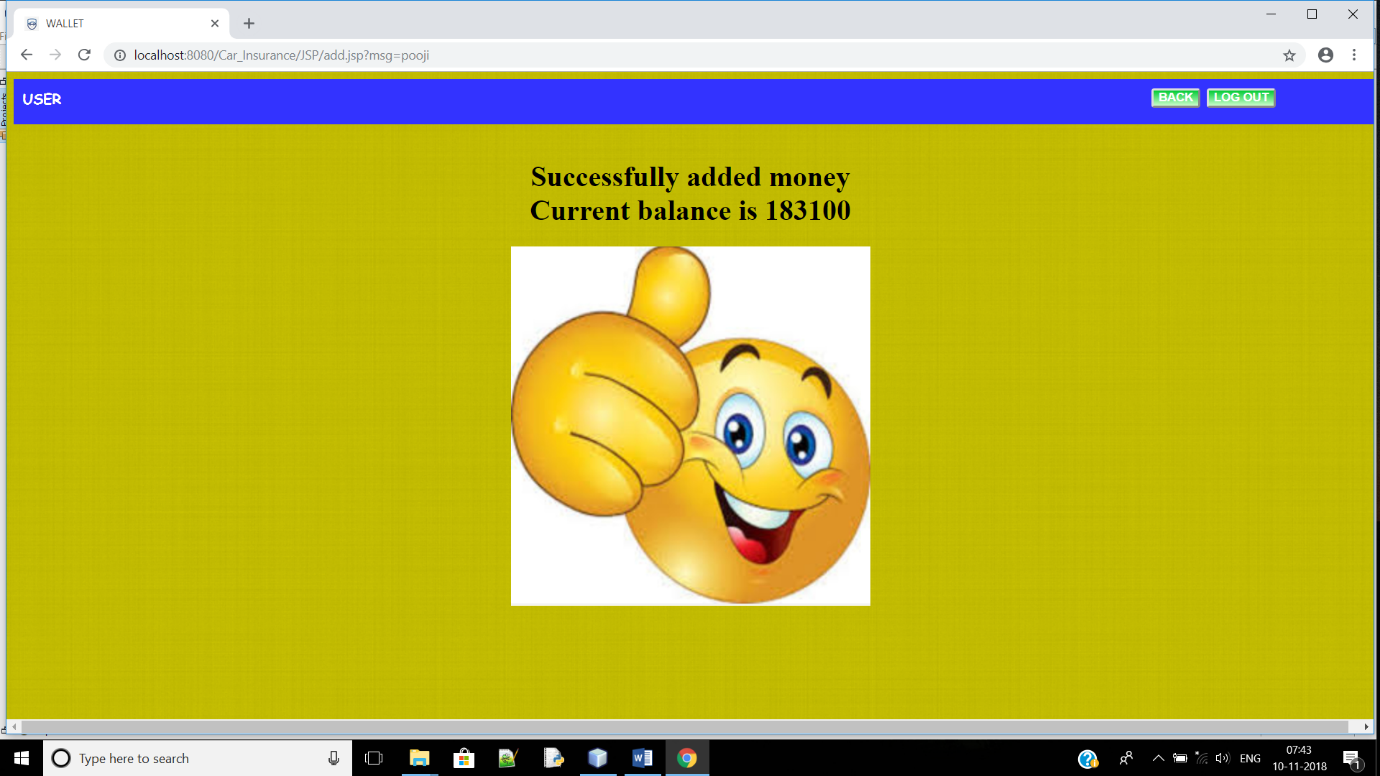 WALLET
localhost:8080/Car_Insurance/JSP/add.jsp?msg=pooji
USER
BACK
LOG OUT
Successfully added money
Current balance is 183100
Type here to search
ENG
07:43
10-11-2018
1